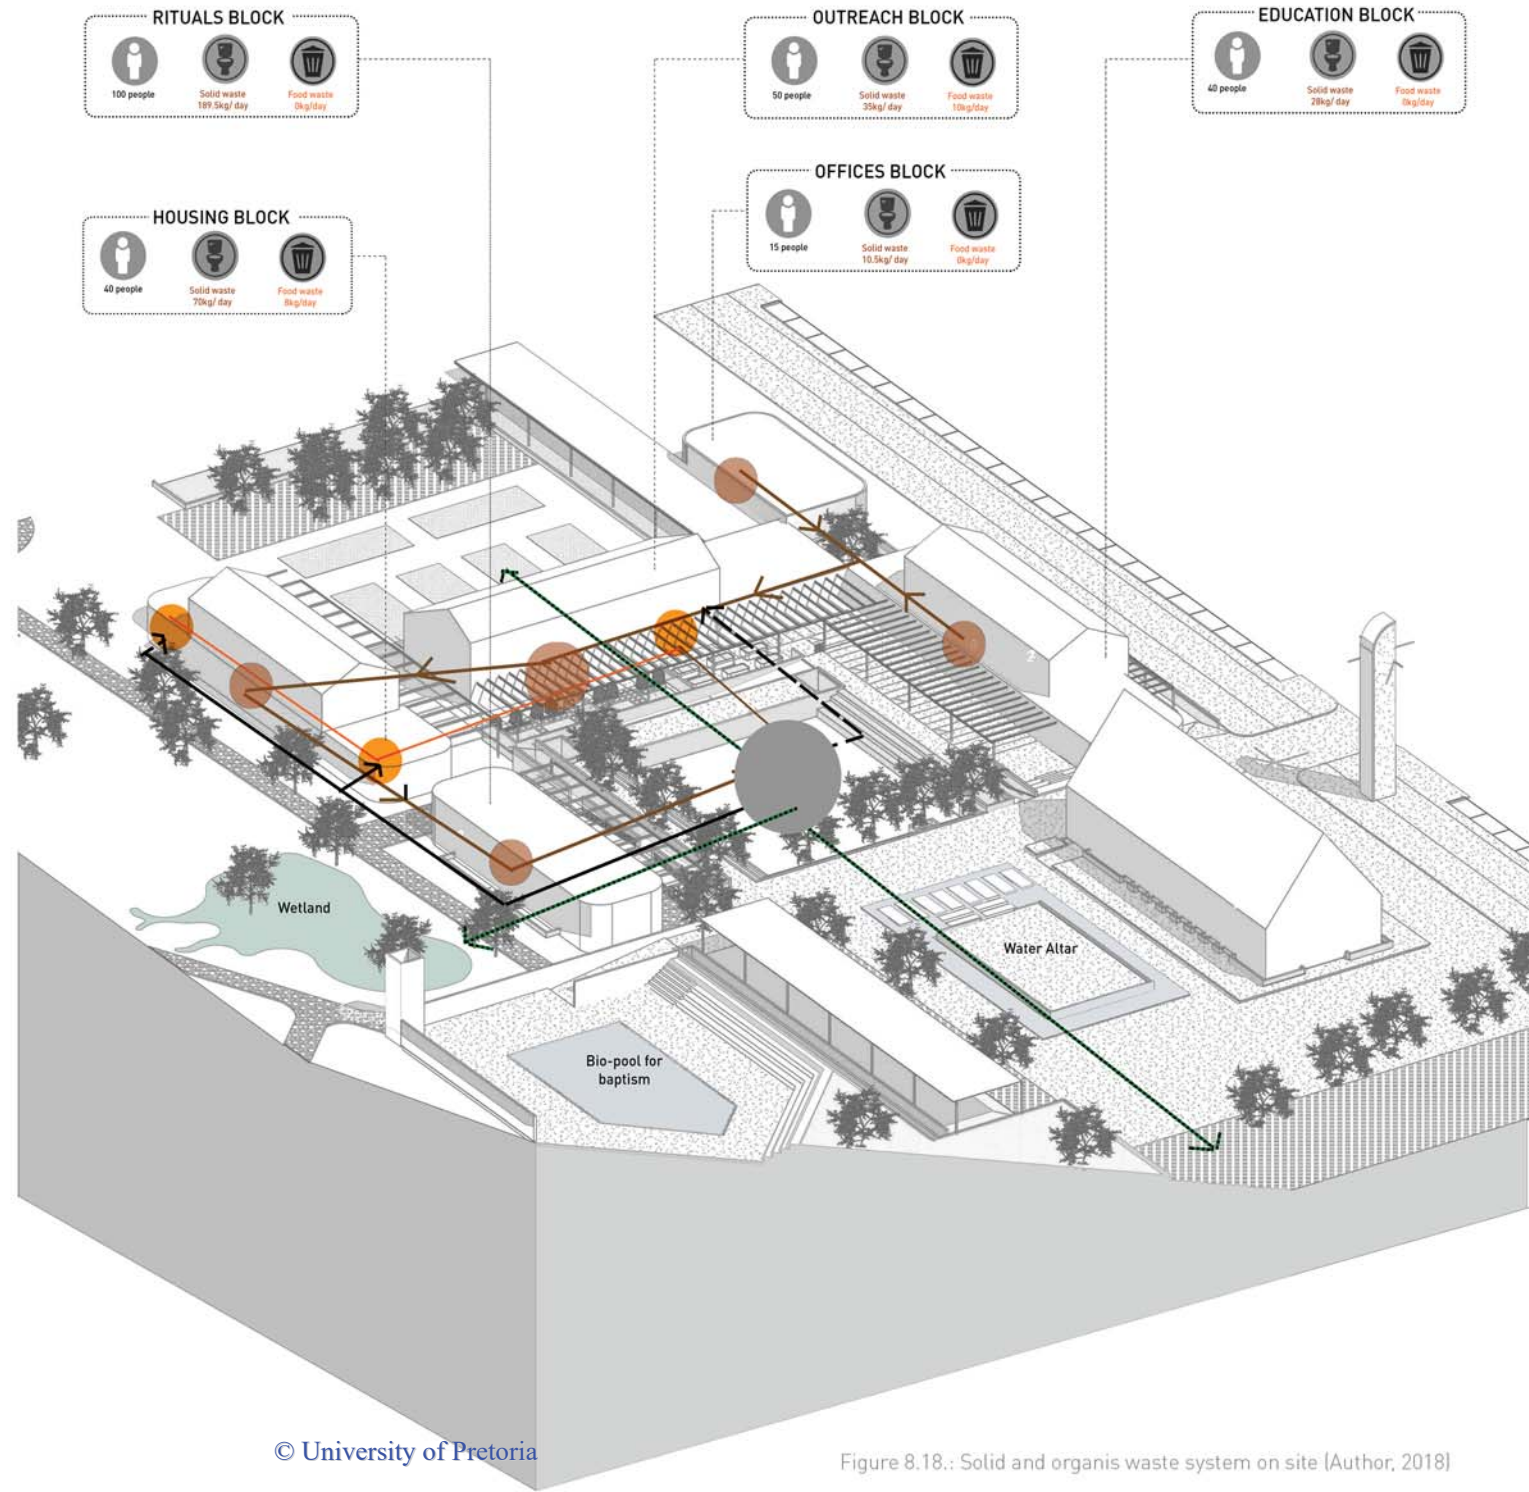 RITUALS BLOCK
100 people
Solid waste
189.5kg/ day
Food waste
0kg/day
OUTREACH BLOCK
50 people
Solid waste
35kg/ day
Food waste
10kg/day
EDUCATION BLOCK
40 people
Solid waste
28kg/ day
Food waste
0kg/day
OFFICES BLOCK
15 people
Solid waste
10.5kg/ day
Food waste
0kg/day
HOUSING BLOCK
40 people
Solid waste
70kg/ day
Food waste
8kg/day
2
Wetland
Water Altar
Bio-pool for
baptism
© University of Pretoria
Figure 8.18.: Solid and organis waste system on site (Author, 2018)